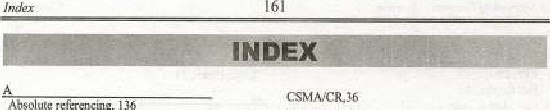 Index 161
INDEX
A
Absolute referencing, 136
CSMA/CR,36